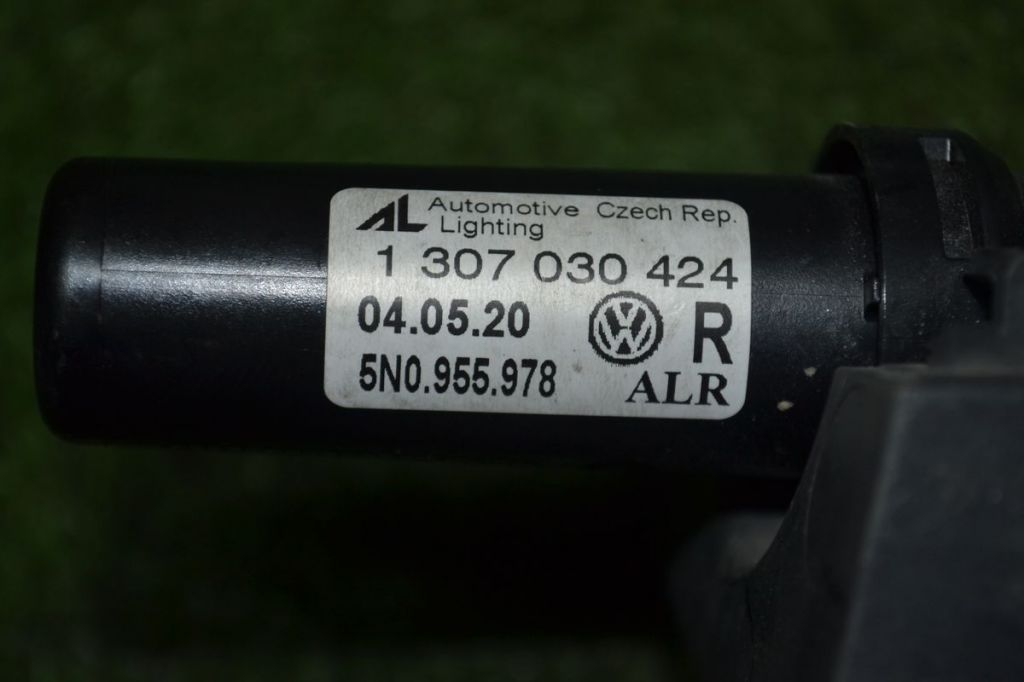 AL Automotive Czech Rep.
Lighting
1 307 030 424
04.05.20 R
5N0.955.978 ALR